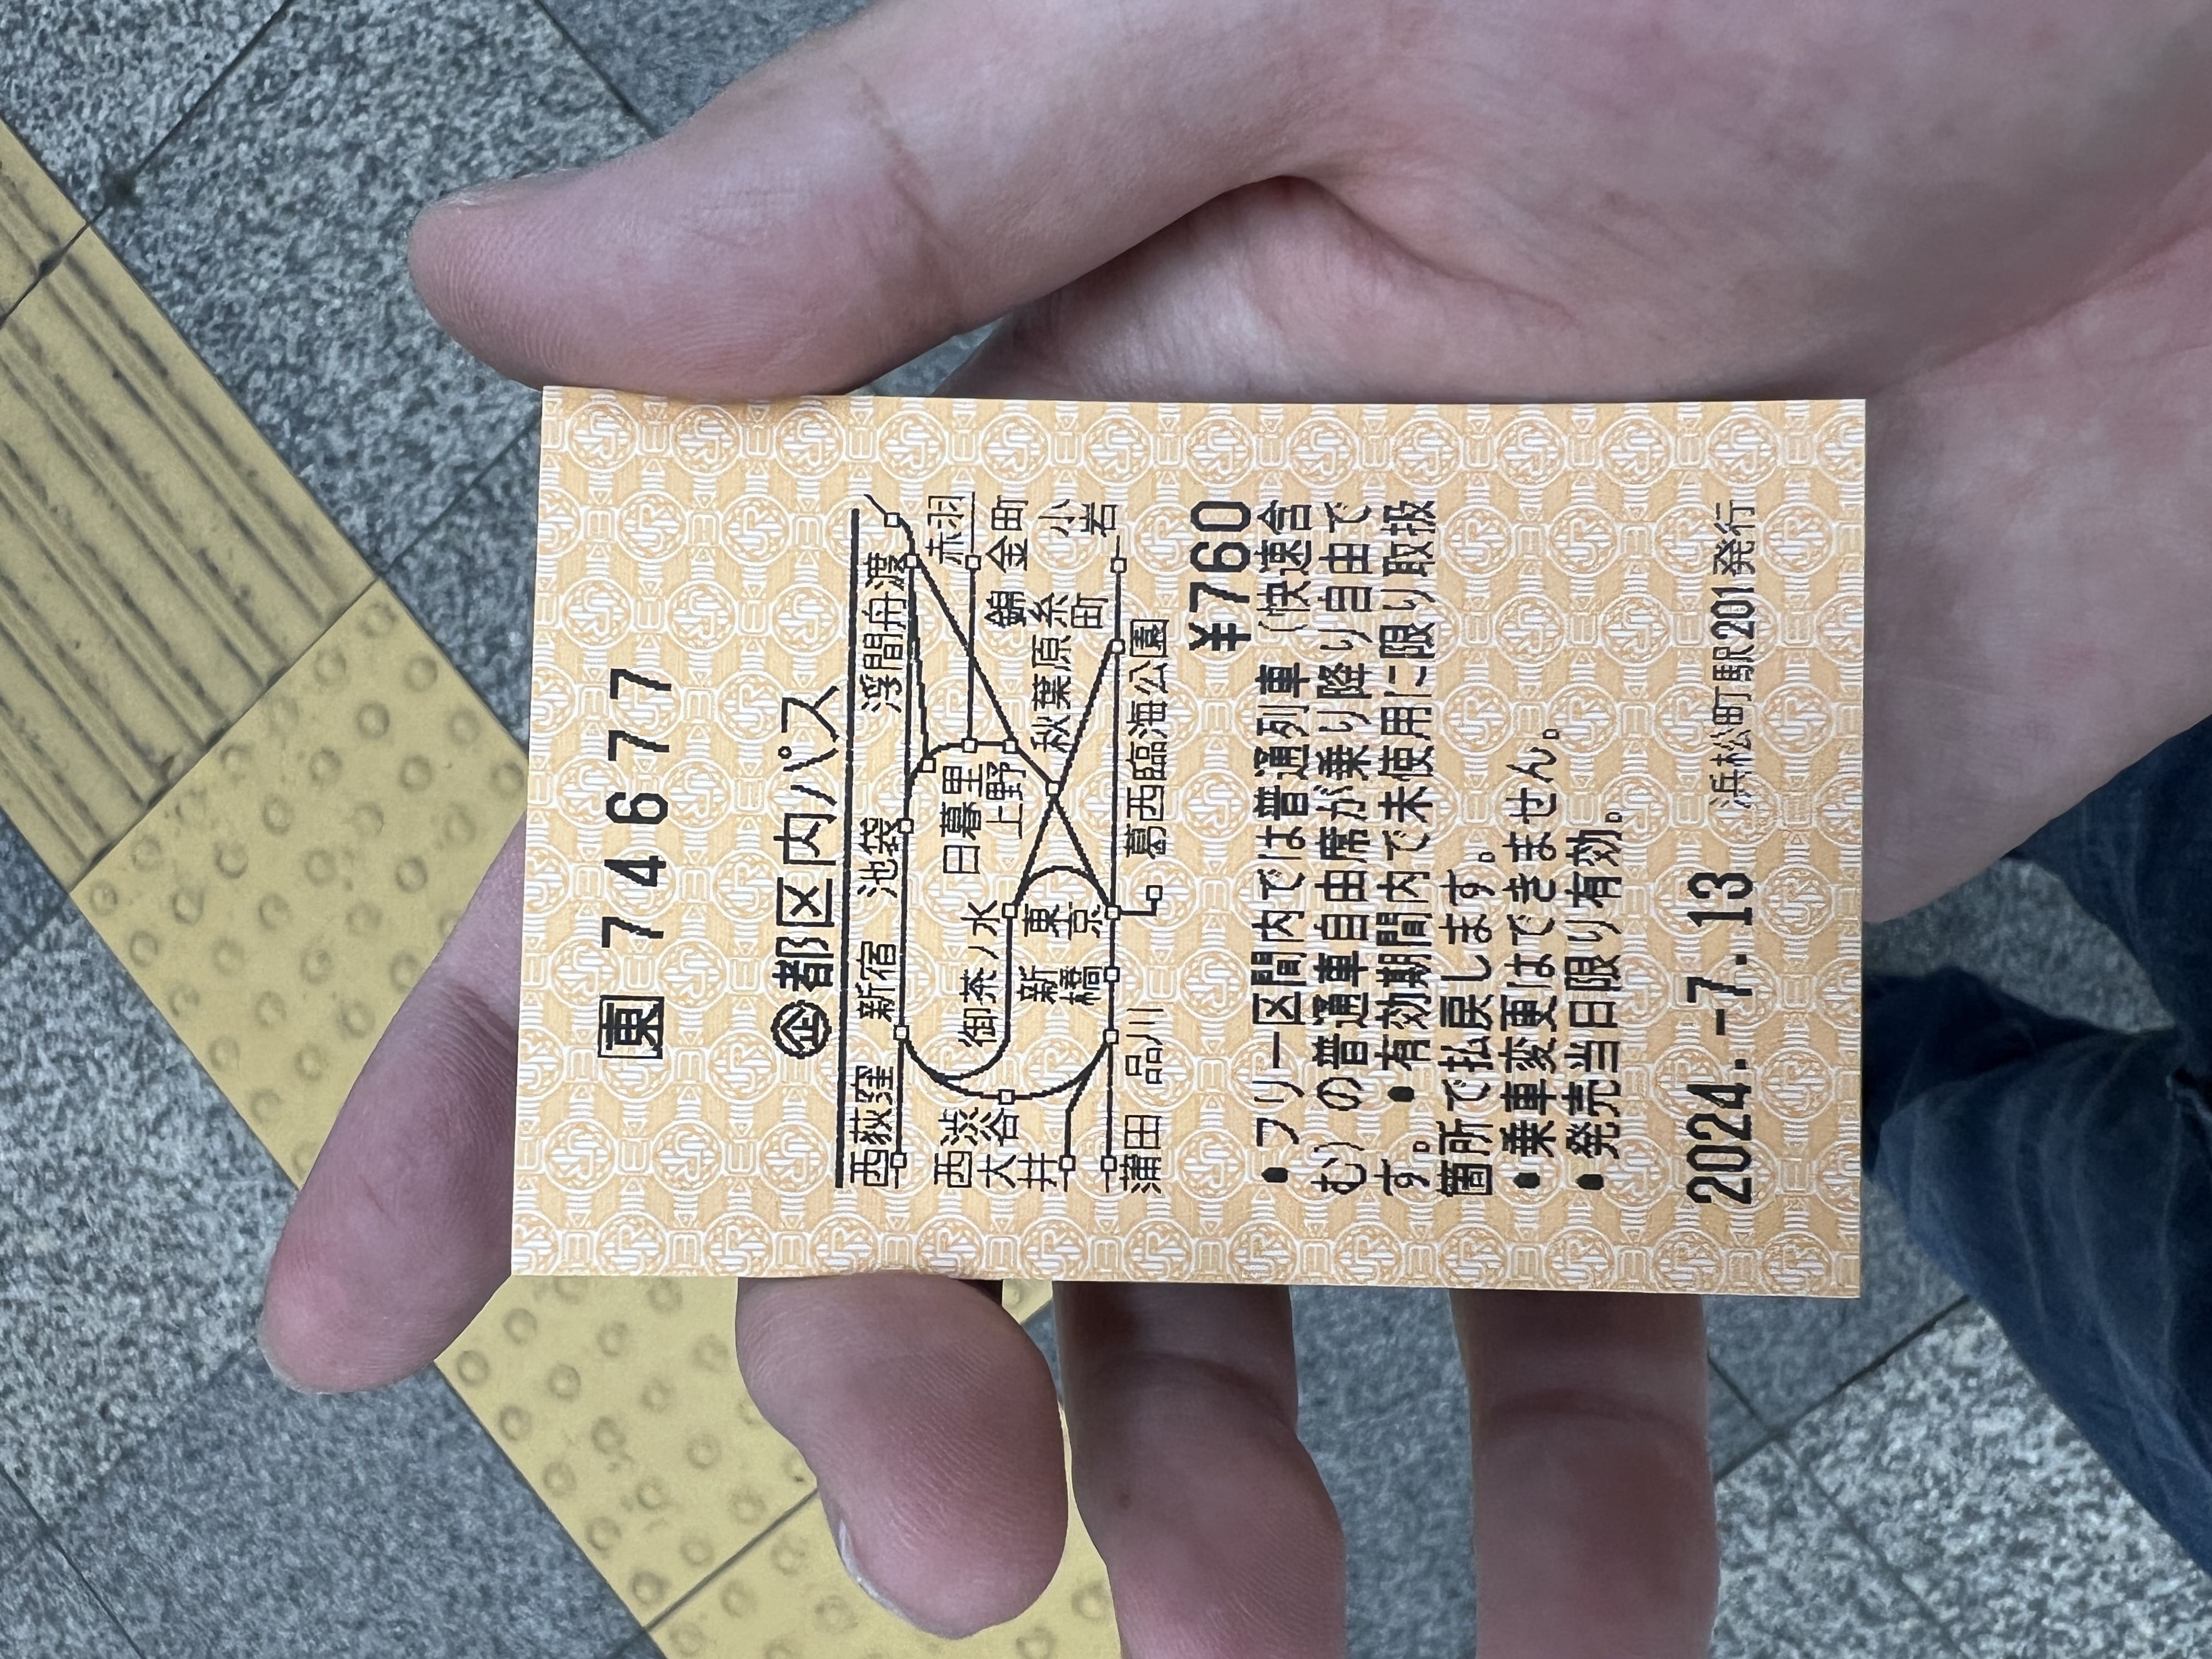 東 74677
企 都区内パス
西荻窪 新宿 池袋 浮間舟渡
赤羽
西大井
渋谷
御茶ノ水
日暮里
上野
錦糸町
金町
小岩
新橋
東京
秋葉原
蒲田 品川 葛西臨海公園
¥760
•フリー区間内では普通列車（快速含
む）の普通車自由席が乗り降り自由で
す。•有効期間内で未使用に限り取扱
箇所で払戻します。
•乗車変更はできません。
•発売当日限り有効。
2024.-7.13 浜松町駅201発行
JR E